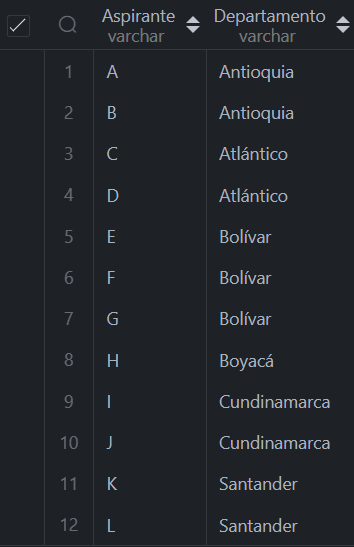 Aspirante Departamento
varchar varchar
1 A Antioquia
2 B Antioquia
3 C Atlántico
4 D Atlántico
5 E Bolívar
6 F Bolívar
7 G Bolívar
8 H Boyacá
9 I Cundinamarca
10 J Cundinamarca
11 K Santander
12 L Santander